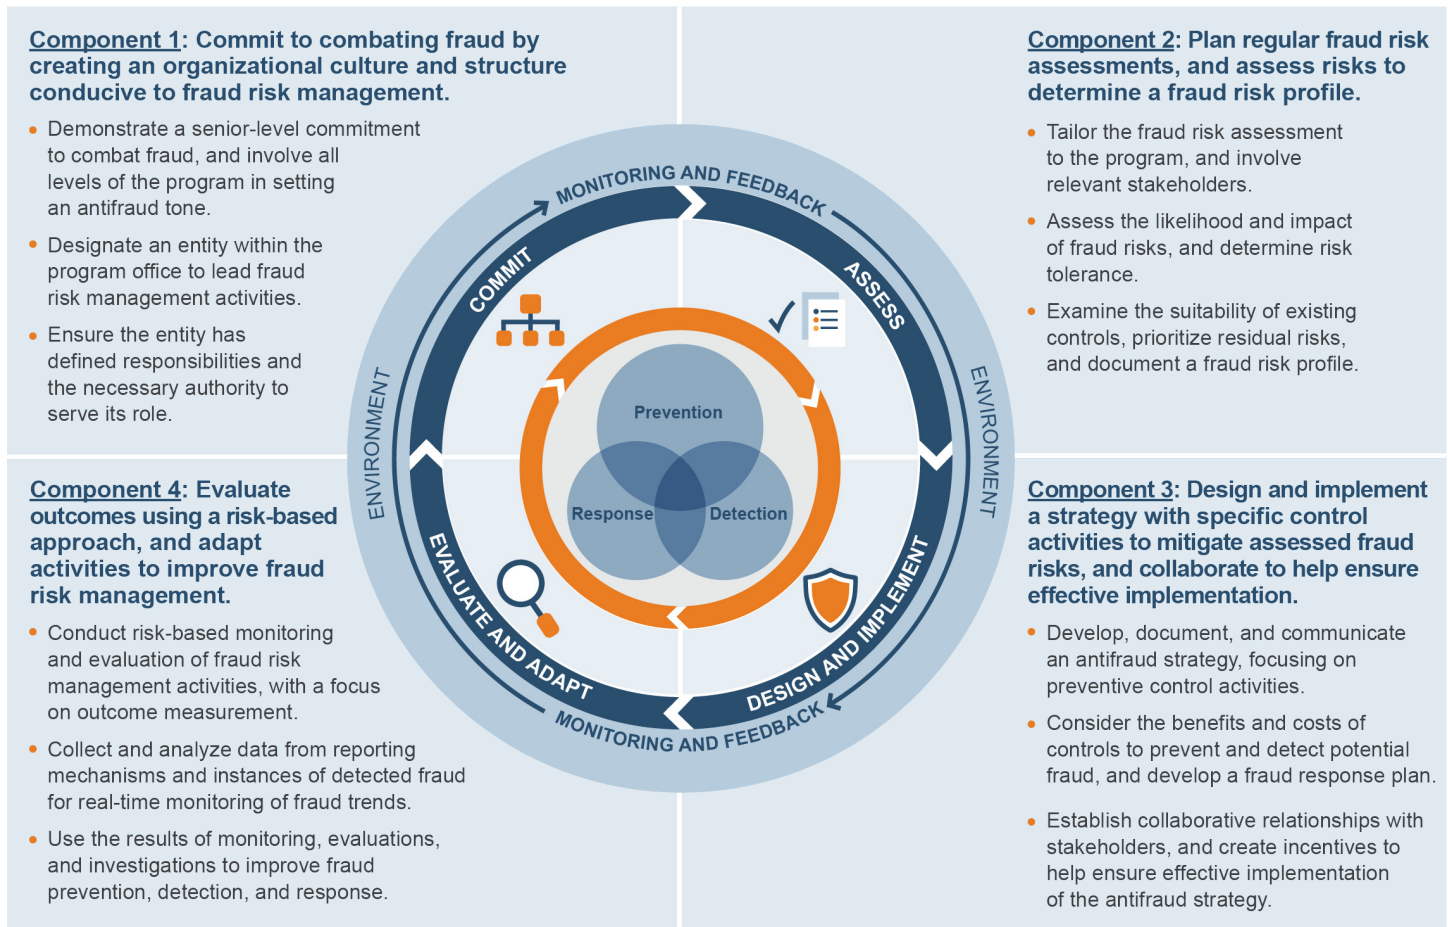 Component 1: Commit to combating fraud by
creating an organizational culture and structure
conducive to fraud risk management.
• Demonstrate a senior-level commitment
to combat fraud, and involve all
levels of the program in setting
an antifraud tone.
• Designate an entity within the
program office to lead fraud
risk management activities.
• Ensure the entity has
defined responsibilities and
the necessary authority to
serve its role.
Component 2: Plan regular fraud risk
assessments, and assess risks to
determine a fraud risk profile.
• Tailor the fraud risk assessment
to the program, and involve
relevant stakeholders.
• Assess the likelihood and impact
of fraud risks, and determine risk
tolerance.
• Examine the suitability of existing
controls, prioritize residual risks,
and document a fraud risk profile.
MONITORING AND FEEDBACK
COMMIT
ASSESS
ENVIRONMENT
ENVIRONMENT
Prevention
Response
Detection
EVALUATE AND ADAPT
DESIGN AND IMPLEMENT
MONITORING AND FEEDBACK
Component 4: Evaluate
outcomes using a risk-based
approach, and adapt
activities to improve fraud
risk management.
• Conduct risk-based monitoring
and evaluation of fraud risk
management activities, with a focus
on outcome measurement.
• Collect and analyze data from reporting
mechanisms and instances of detected fraud
for real-time monitoring of fraud trends.
• Use the results of monitoring, evaluations,
and investigations to improve fraud
prevention, detection, and response.
Component 3: Design and implement
a strategy with specific control
activities to mitigate assessed fraud
risks, and collaborate to help ensure
effective implementation.
• Develop, document, and communicate
an antifraud strategy, focusing on
preventive control activities.
• Consider the benefits and costs of
controls to prevent and detect potential
fraud, and develop a fraud response plan.
• Establish collaborative relationships with
stakeholders, and create incentives to
help ensure effective implementation
of the antifraud strategy.